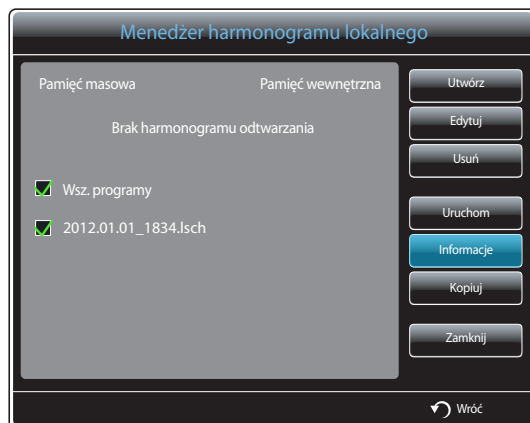 Menedżer harmonogramu lokalnego
Pamięć masowa Pamięć wewnętrzna
Brak harmonogramu odtwarzania
Wsz. programy
2012.01.01_1834.lsch
Utwórz
Edytuj
Usuń
Uruchom
Informacje
Kopiuj
Zamknij
Wróć